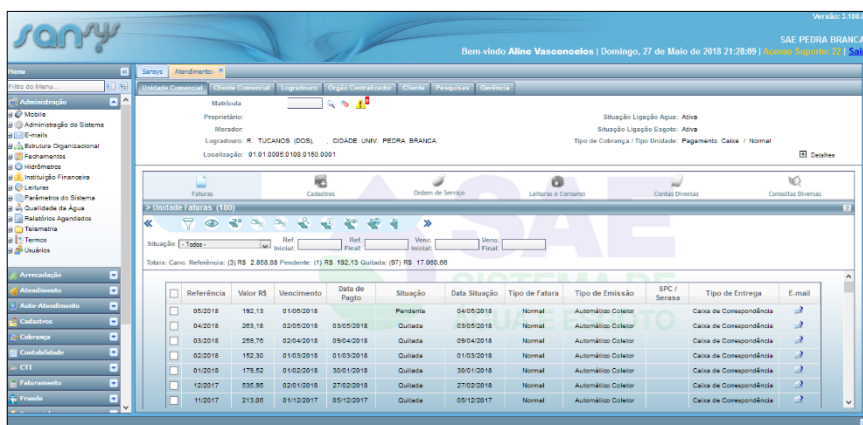 Versão: 3.180.
sansys
SAE PEDRA BRANCA
Bem-vindo Aline Vasconcelos | Domingo, 27 de Maio de 2018 21:28:09 | Acesso Suporte: 22 | Sair
Menu
Sansys Atendimento:
Filtro do Menu...
Unidade Comercial Cliente Comercial Logradouro Órgão Centralizador Cliente Pesquisas Gerência
Administração
Mobile
Administração do Sistema
E-mails
Estrutura Organizacional
Fechamentos
Hidrômetros
Instituição Financeira
Leituras
Parâmetros do Sistema
Qualidade da Água
Relatórios Agendados
Telemetria
Termos
Usuários
Arrecadação
Atendimento
Auto-Atendimento
Cadastros
Cobrança
Contabilidade
CTI
Faturamento
Fraude
Matrícula
Proprietário: Situação Ligação Agua: Ativa
Morador: Situação Ligação Esgoto: Ativa
Logradouro: R. TUCANOS (DOS), , CIDADE UNIV. PEDRA BRANCA Tipo de Cobrança / Tipo Unidade: Pagamento Caixa / Normal
Localização: 01.01.0005.0108.0150.0001 Detalhes
Faturas Cadastros Ordem de Serviço Leituras e Consumo Contas Diversas Consultas Diversas
> Unidade Faturas (180)
Situação: - Todos - Ref. Inicial: Ref. Final: Venc. Inicial: Venc. Final:
Totais: Canc. Referência: (3) R$ 2.858,88 Pendente: (1) R$ 192,13 Quitada: (97) R$ 17.060,66
SAE
SISTEMA DE
ÁGUA E ESGOTO
Referência Valor R$ Vencimento Data de Pagto Situação Data Situação Tipo de Fatura Tipo de Emissão SPC / Serasa Tipo de Entrega E-mail
05/2018 192,13 01/06/2018 Pendente 04/05/2018 Normal Automático Coletor Caixa de Correspondência
04/2018 263,18 02/05/2018 03/05/2018 Quitada 03/05/2018 Normal Automático Coletor Caixa de Correspondência
03/2018 259,76 02/04/2018 09/04/2018 Quitada 09/04/2018 Normal Automático Coletor Caixa de Correspondência
02/2018 152,30 01/03/2018 01/03/2018 Quitada 01/03/2018 Normal Automático Coletor Caixa de Correspondência
01/2018 179,52 01/02/2018 30/01/2018 Quitada 30/01/2018 Normal Automático Coletor Caixa de Correspondência
12/2017 535,95 02/01/2018 27/02/2018 Quitada 27/02/2018 Normal Automático Coletor Caixa de Correspondência
11/2017 213,06 01/12/2017 05/12/2017 Quitada 05/12/2017 Normal Automático Coletor Caixa de Correspondência